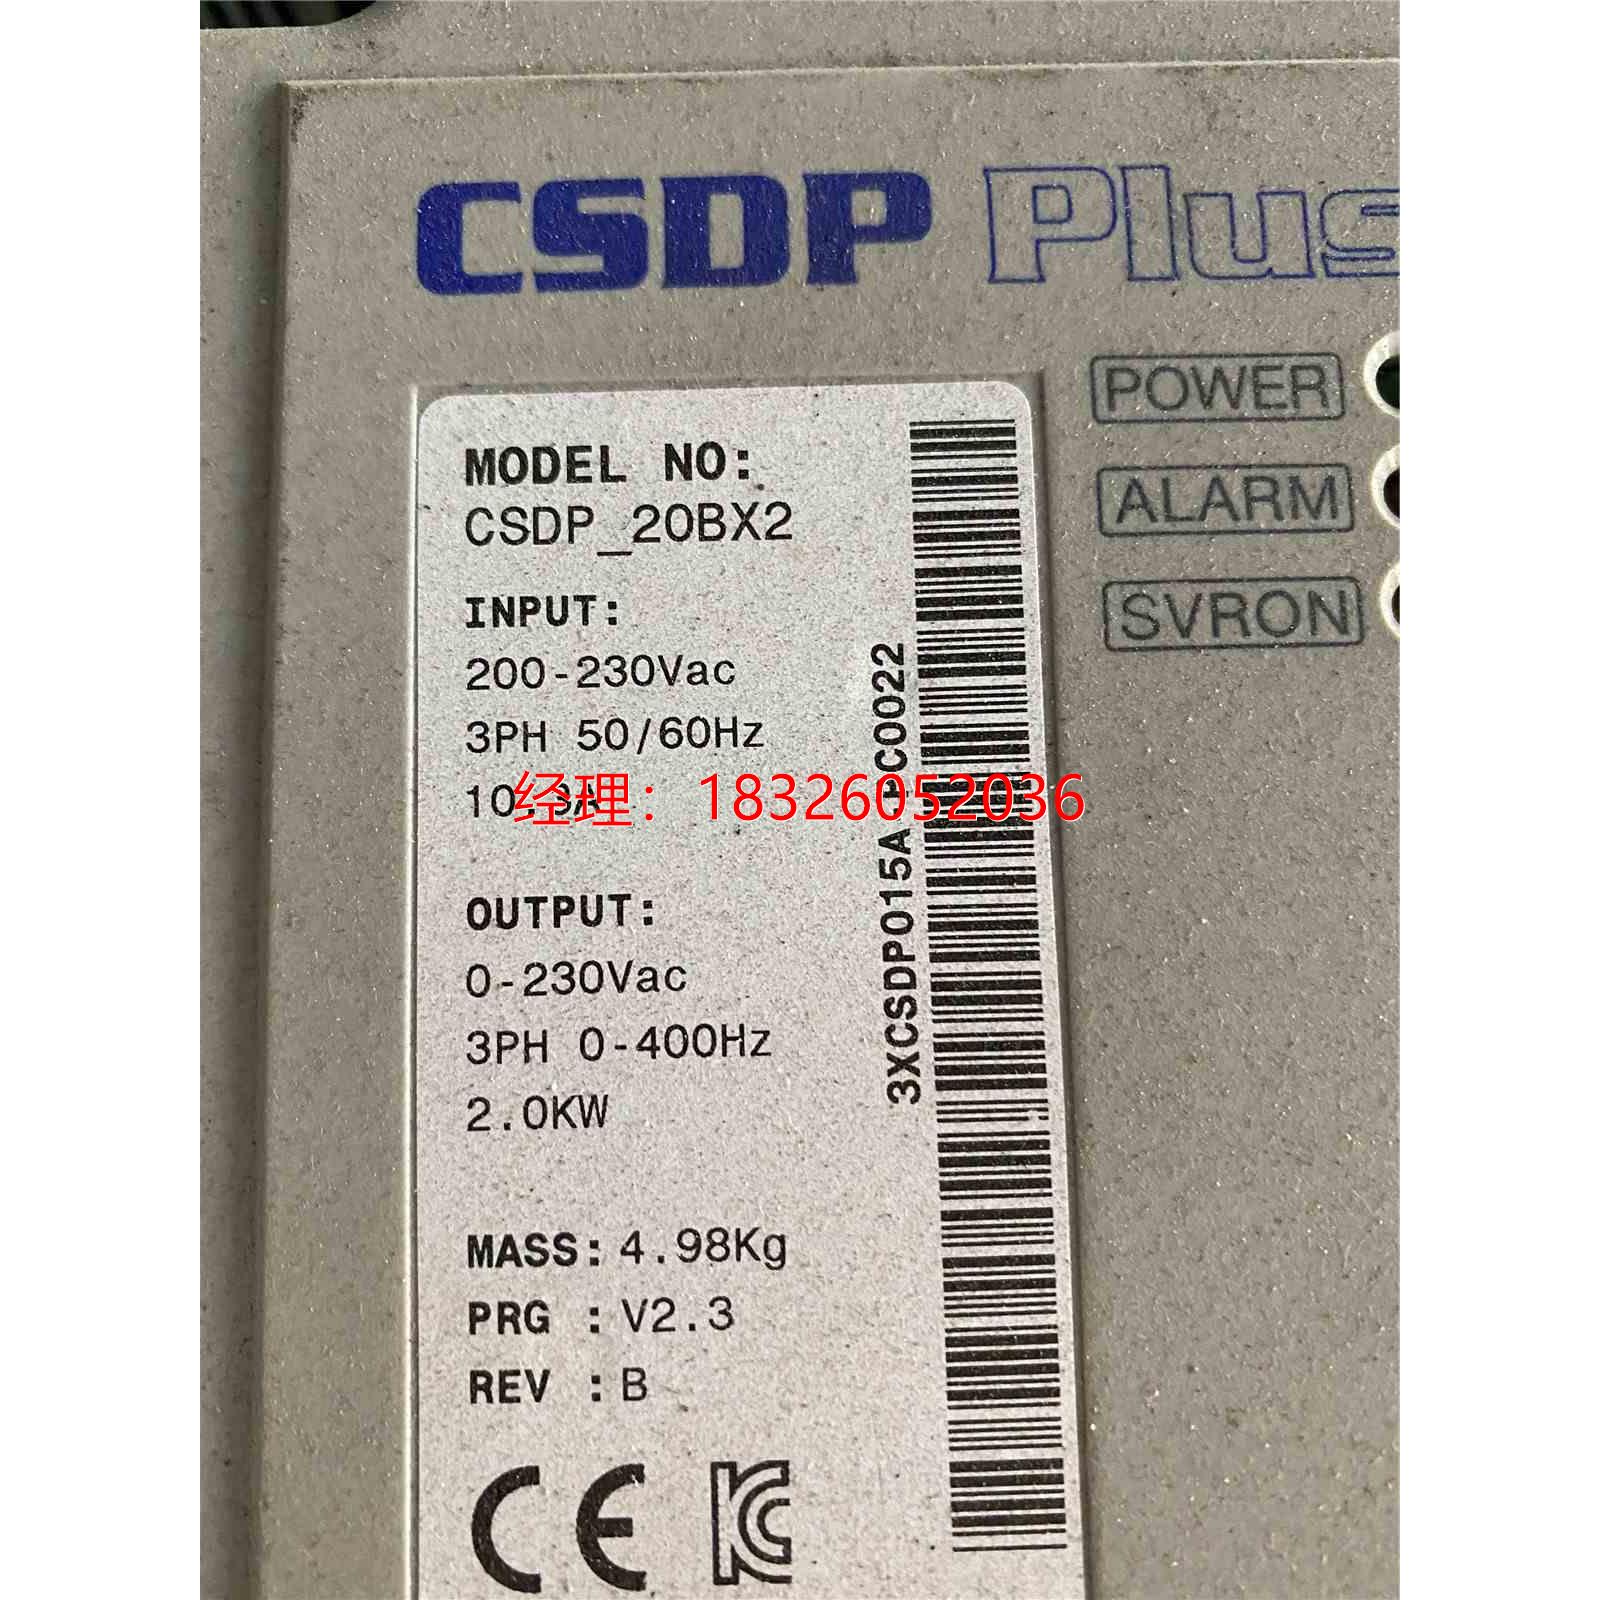 CSDP Plus
POWER
ALARM
SVRON
MODEL NO:
CSDP_20BX2
INPUT:
200-230Vac
3PH 50/60Hz
经理：18326052036
OUTPUT:
0-230Vac
3PH 0-400Hz
2.0KW
MASS: 4.98Kg
PRG : V2.3
REV : B
CE